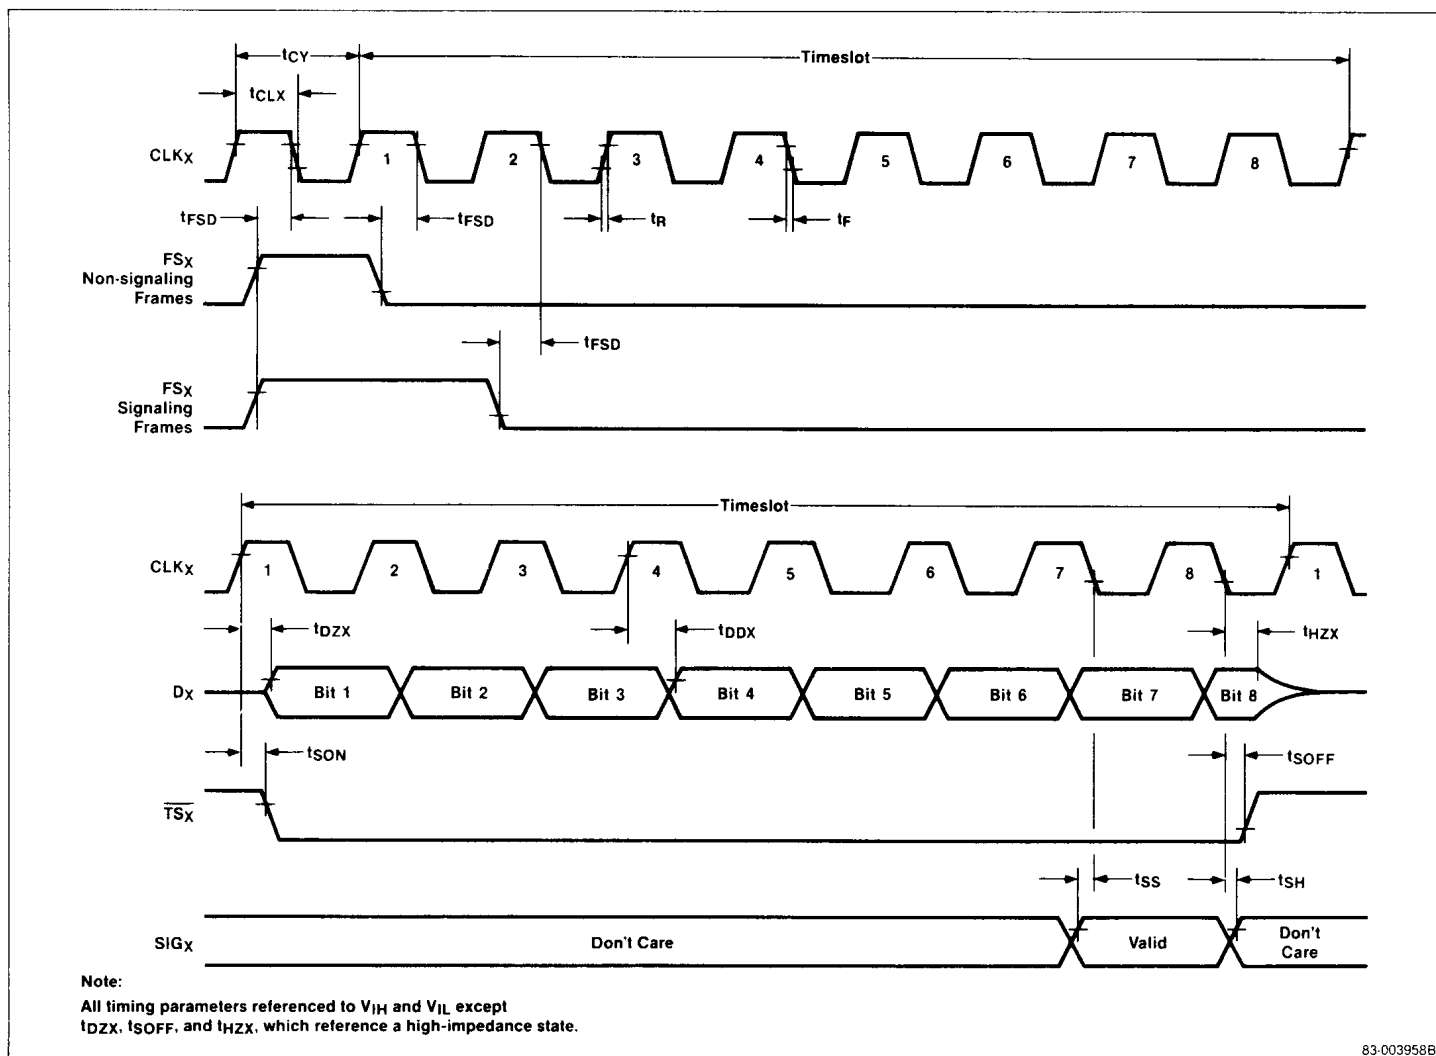 tCY
Timeslot
tCLX
CLKX
1 2 3 4 5 6 7 8
tFSD tFSD tR tF
FSX
Non-signaling
Frames
tFSD
FSX
Signaling
Frames
Timeslot
CLKX
1 2 3 4 5 6 7 8 1
tDZX tDDX tHZX
DX
Bit 1 Bit 2 Bit 3 Bit 4 Bit 5 Bit 6 Bit 7 Bit 8
tSON tSOFF
TSX
tSS tSH
SIGX
Don't Care
Valid
Don't
Care
Note:
All timing parameters referenced to VIH and VIL except
tDZX, tSOFF, and tHZX, which reference a high-impedance state.
83-003958B